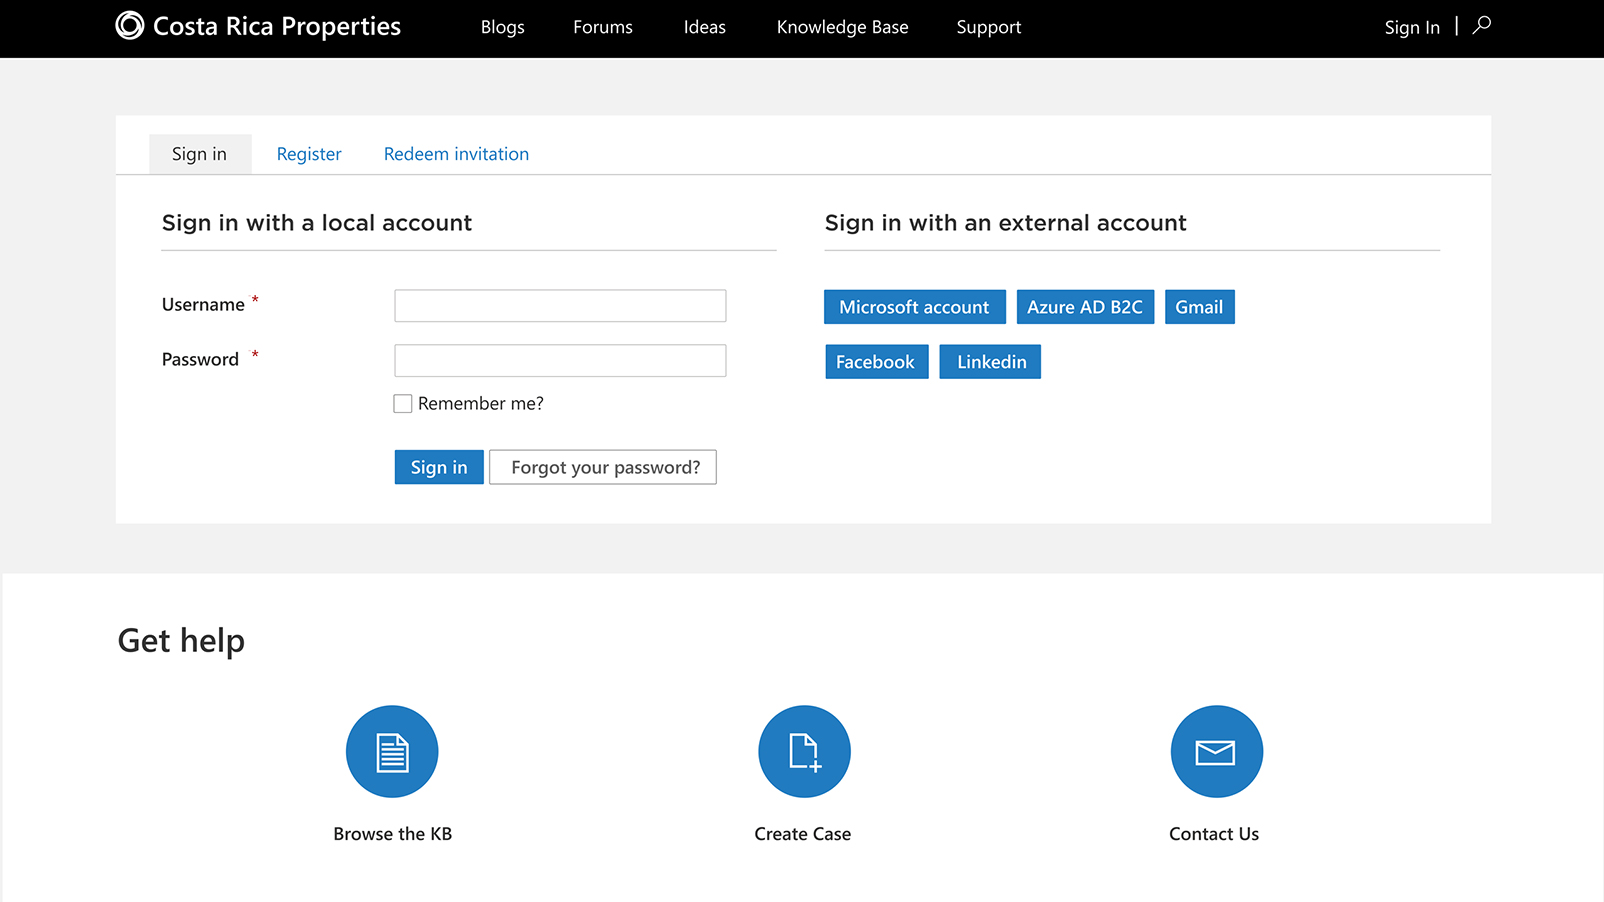 Costa Rica Properties Blogs Forums Ideas Knowledge Base Support Sign In
Sign in Register Redeem invitation
Sign in with a local account
Username *
Password *
Remember me?
Sign in Forgot your password?
Sign in with an external account
Microsoft account Azure AD B2C Gmail
Facebook Linkedin
Get help
Browse the KB Create Case Contact Us